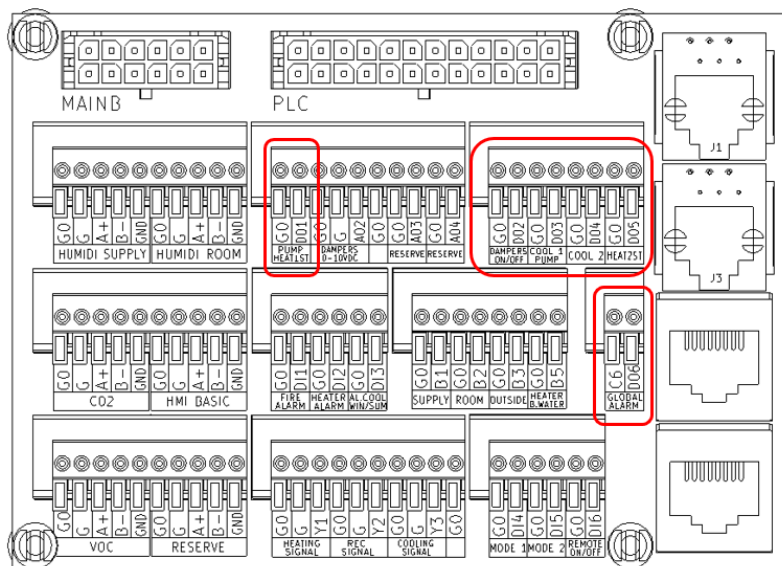 MAINB PLC
J1
G0 G A+ B- GND G0 G A+ B- GND G0 DO1 G0 G AO2 G0 G0 AO3 G0 AO4 G0 DO2 G0 DO3 G0 DO4 G0 DO5
HUMIDI SUPPLY HUMIDI ROOM PUMP HEAT1ST DAMPERS 0-10VDC RESERVE RESERVE DAMPERS ON/OFF COOL 1 PUMP COOL 2 HEAT2ST
J3
G0 G A+ B- GND G0 G A+ B- GND G0 DI1 G0 DI2 G0 DI3 G0 B1 G0 B2 G0 B3 G0 B5 C6 DO6
CO2 HMI BASIC FIRE ALARM HEATER ALARM AL.COOL WIN/SUM SUPPLY ROOM OUTSIDE HEATER B.WATER GLOBAL ALARM
G0 G A+ B- GND G0 G A+ B- GND G0 G Y1 G0 G Y2 G0 G Y3 G0 G0 DI4 G0 DI5 G0 DI6
VOC RESERVE HEATING SIGNAL REC SIGNAL COOLING SIGNAL MODE 1 MODE 2 REMOTE ON/OFF